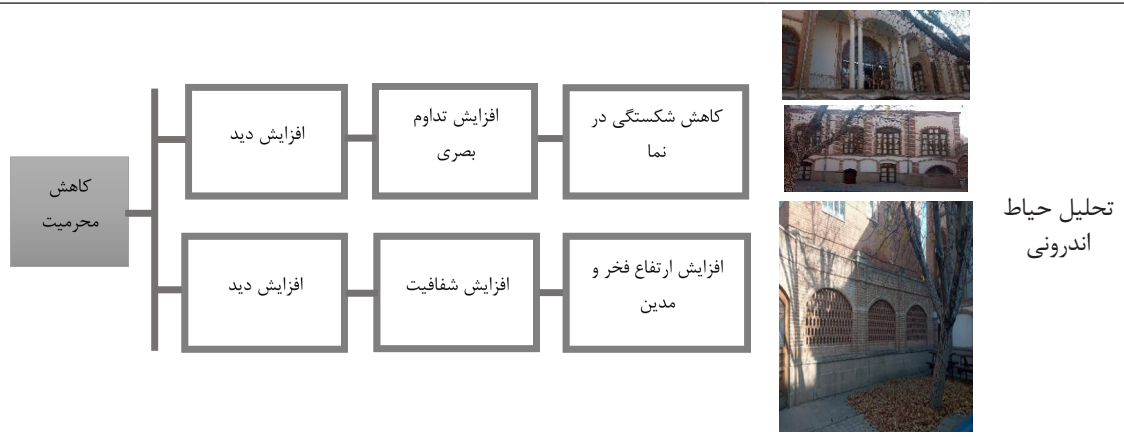 تحلیل حیاط
اندرونی
کاهش شکستگی در
نما
افزایش تداوم
بصری
افزایش دید
افزایش ارتفاع فخر و
مدین
افزایش شفافیت
افزایش دید
کاهش
محرمیت